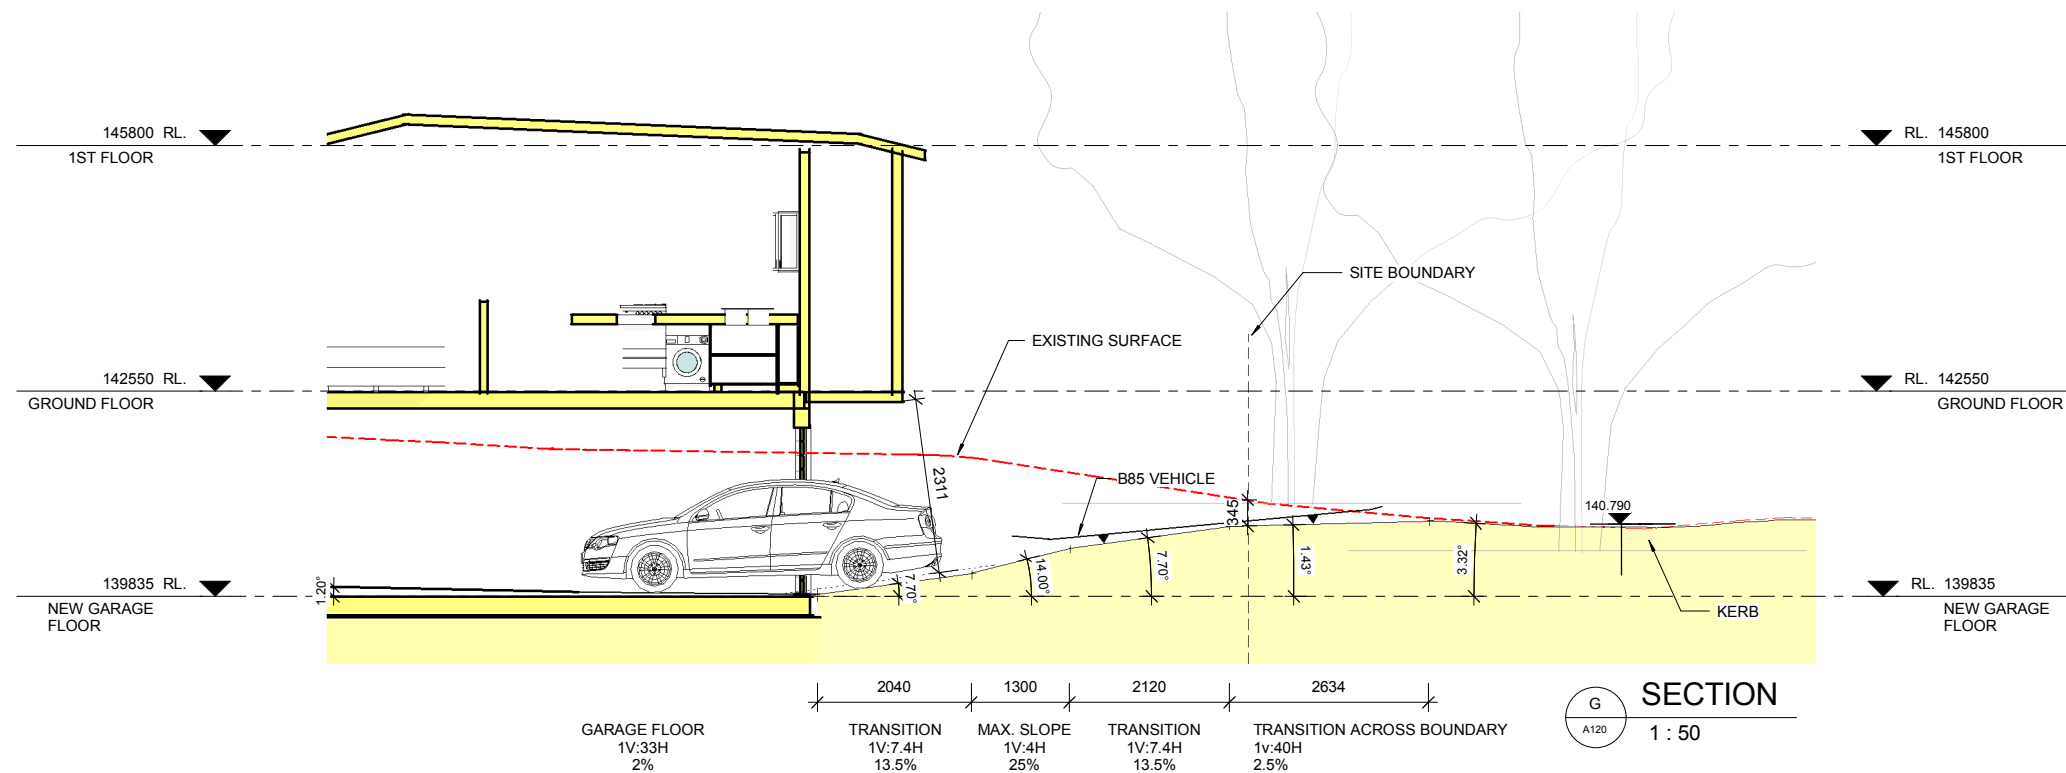 145800 RL.
1ST FLOOR
RL. 145800
1ST FLOOR
SITE BOUNDARY
EXISTING SURFACE
142550 RL.
GROUND FLOOR
RL. 142550
GROUND FLOOR
2311
B85 VEHICLE
345
140.790
1.20°
7.70°
14.00°
7.70°
1.43°
3.32°
139835 RL.
NEW GARAGE
FLOOR
KERB
RL. 139835
NEW GARAGE
FLOOR
2040
1300
2120
2634
GARAGE FLOOR
1V:33H
2%
TRANSITION
1V:7.4H
13.5%
MAX. SLOPE
1V:4H
25%
TRANSITION
1V:7.4H
13.5%
TRANSITION ACROSS BOUNDARY
1v:40H
2.5%
G
A120
SECTION
1 : 50